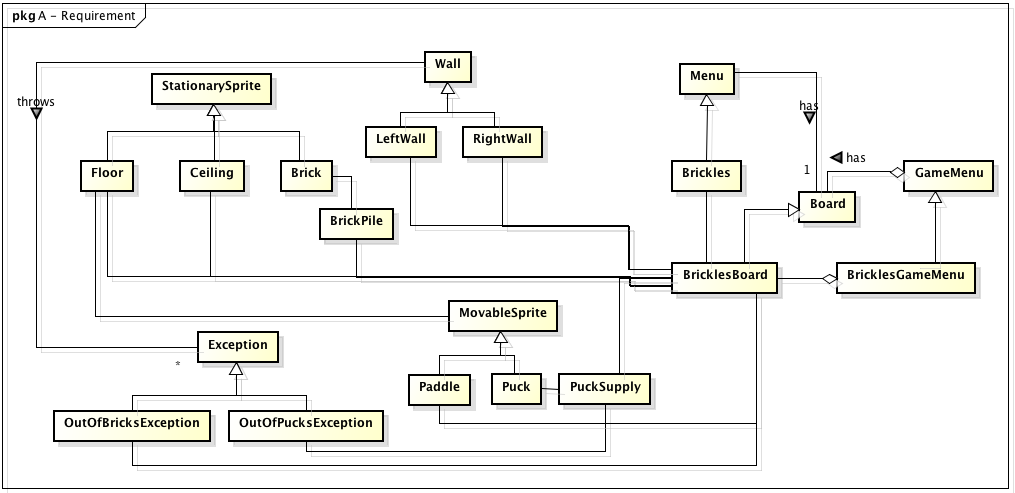 pkg A - Requirement
Wall
Menu
StationarySprite
throws
has
LeftWall
RightWall
has
Floor
Ceiling
Brick
Brickles
1
GameMenu
Board
BrickPile
BricklesBoard
BricklesGameMenu
MovableSprite
Exception
*
Paddle
Puck
PuckSupply
OutOfBricksException
OutOfPucksException